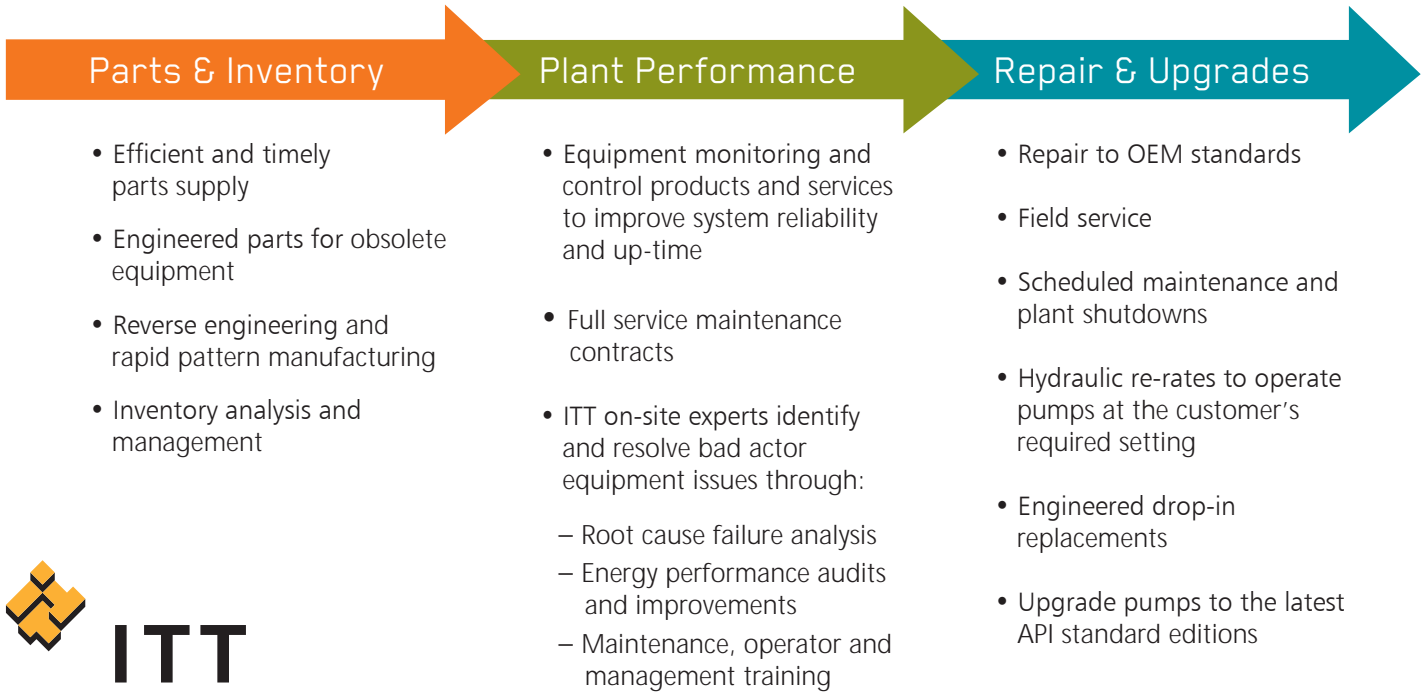 Parts & Inventory
• Efficient and timely
parts supply
• Engineered parts for obsolete
equipment
• Reverse engineering and
rapid pattern manufacturing
• Inventory analysis and
management
Plant Performance
• Equipment monitoring and
control products and services
to improve system reliability
and up-time
• Full service maintenance
contracts
• ITT on-site experts identify
and resolve bad actor
equipment issues through:
– Root cause failure analysis
– Energy performance audits
and improvements
– Maintenance, operator and
management training
Repair & Upgrades
• Repair to OEM standards
• Field service
• Scheduled maintenance and
plant shutdowns
• Hydraulic re-rates to operate
pumps at the customer’s
required setting
• Engineered drop-in
replacements
• Upgrade pumps to the latest
API standard editions
ITT